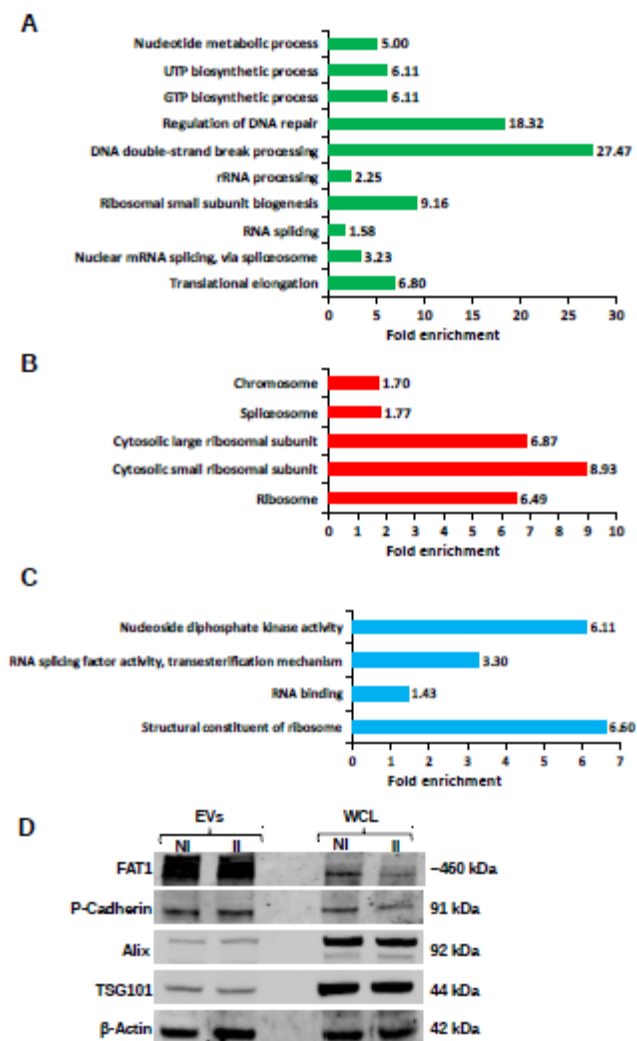 A
Nudeotide metabolic process 5.00
UTP biosynthetic process 6.11
GTP biosynthetic process 6.11
Regulation of DNA repair 18.32
DNA double-strand break processing 27.47
rRNA processing 2.25
Ribosomal small subunit biogenesis 9.16
RNA splicing 1.58
Nuclear mRNA splicing, via spliceosome 3.23
Translational elongation 6.80
0 5 10 15 20 25 30
Fold enrichment
B
Chromosome 1.70
Spliceosome 1.77
Cytosolic large ribosomal subunit 6.87
Cytosolic small ribosomal subunit 8.93
Ribosome 6.49
0 1 2 3 4 5 6 7 8 9 10
Fold enrichment
C
Nudeoside diphosphate kinase activity 6.11
RNA splicing factor activity, transesterification mechanism 3.30
RNA binding 1.43
Structural constituent of ribosome 6.60
0 1 2 3 4 5 6 7
Fold enrichment
D
EVs WCL
NI II NI II
FAT1 ~460 kDa
P-Cadherin 91 kDa
Alix 92 kDa
TSG101 44 kDa
β-Actin 42 kDa